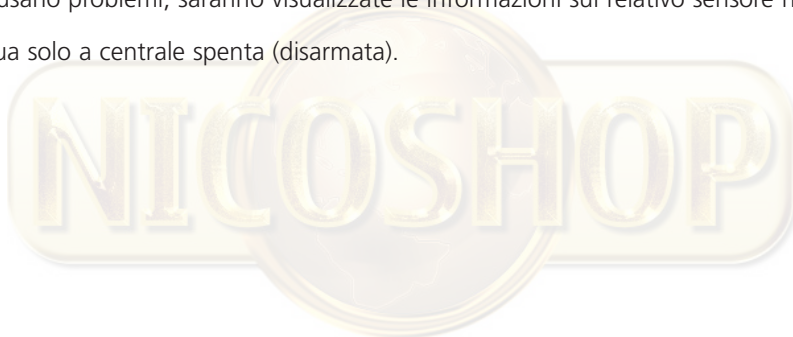 usano problemi, saranno visualizzate le informazioni sul relativo sensore
ua solo a centrale spenta (disarmata).
NICOSHOP